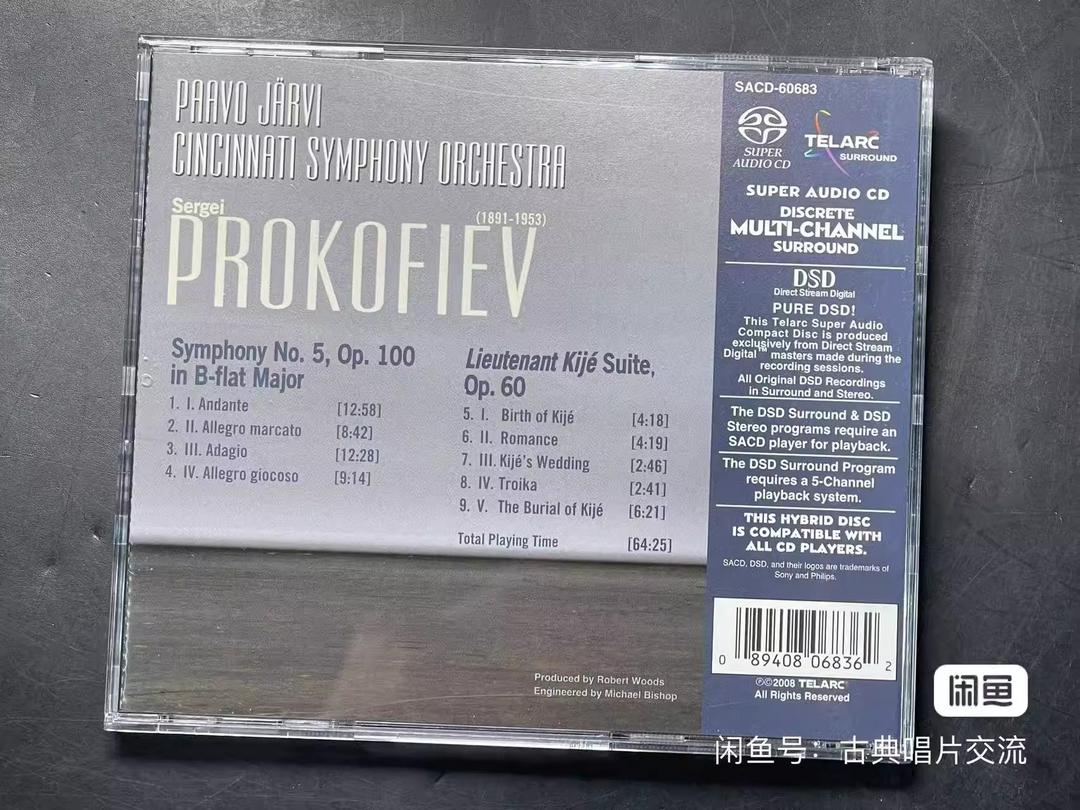 PAAVO JÄRVI
CINCINNATI SYMPHONY ORCHESTRA
Sergei
(1891-1953)
PROKOFIEV
Symphony No. 5, Op. 100
in B-flat Major
1. I. Andante [12:58]
2. II. Allegro marcato [8:42]
3. III. Adagio [12:28]
4. IV. Allegro giocoso [9:14]
Lieutenant Kijé Suite,
Op. 60
5. I. Birth of Kijé [4:18]
6. II. Romance [4:19]
7. III. Kijé's Wedding [2:46]
8. IV. Troika [2:41]
9. V. The Burial of Kijé [6:21]
Total Playing Time [64:25]
Produced by Robert Woods
Engineered by Michael Bishop
SACD-60683
SUPER
AUDIO CD
TELARC
SURROUND
SUPER AUDIO CD
DISCRETE
MULTI-CHANNEL
SURROUND
DSD
Direct Stream Digital
PURE DSD!
This Telarc Super Audio
Compact Disc is produced
exclusively from Direct Stream
Digital™ masters made during the
recording sessions.
All Original DSD Recordings
in Surround and Stereo.
The DSD Surround & DSD
Stereo programs require an
SACD player for playback.
The DSD Surround Program
requires a 5-Channel
playback system.
THIS HYBRID DISC
IS COMPATIBLE WITH
ALL CD PLAYERS.
SACD, DSD, and their logos are trademarks of
Sony and Philips.
0 89408 06836 2
℗©2008 TELARC
All Rights Reserved
闲鱼
闲鱼号·古典唱片交流